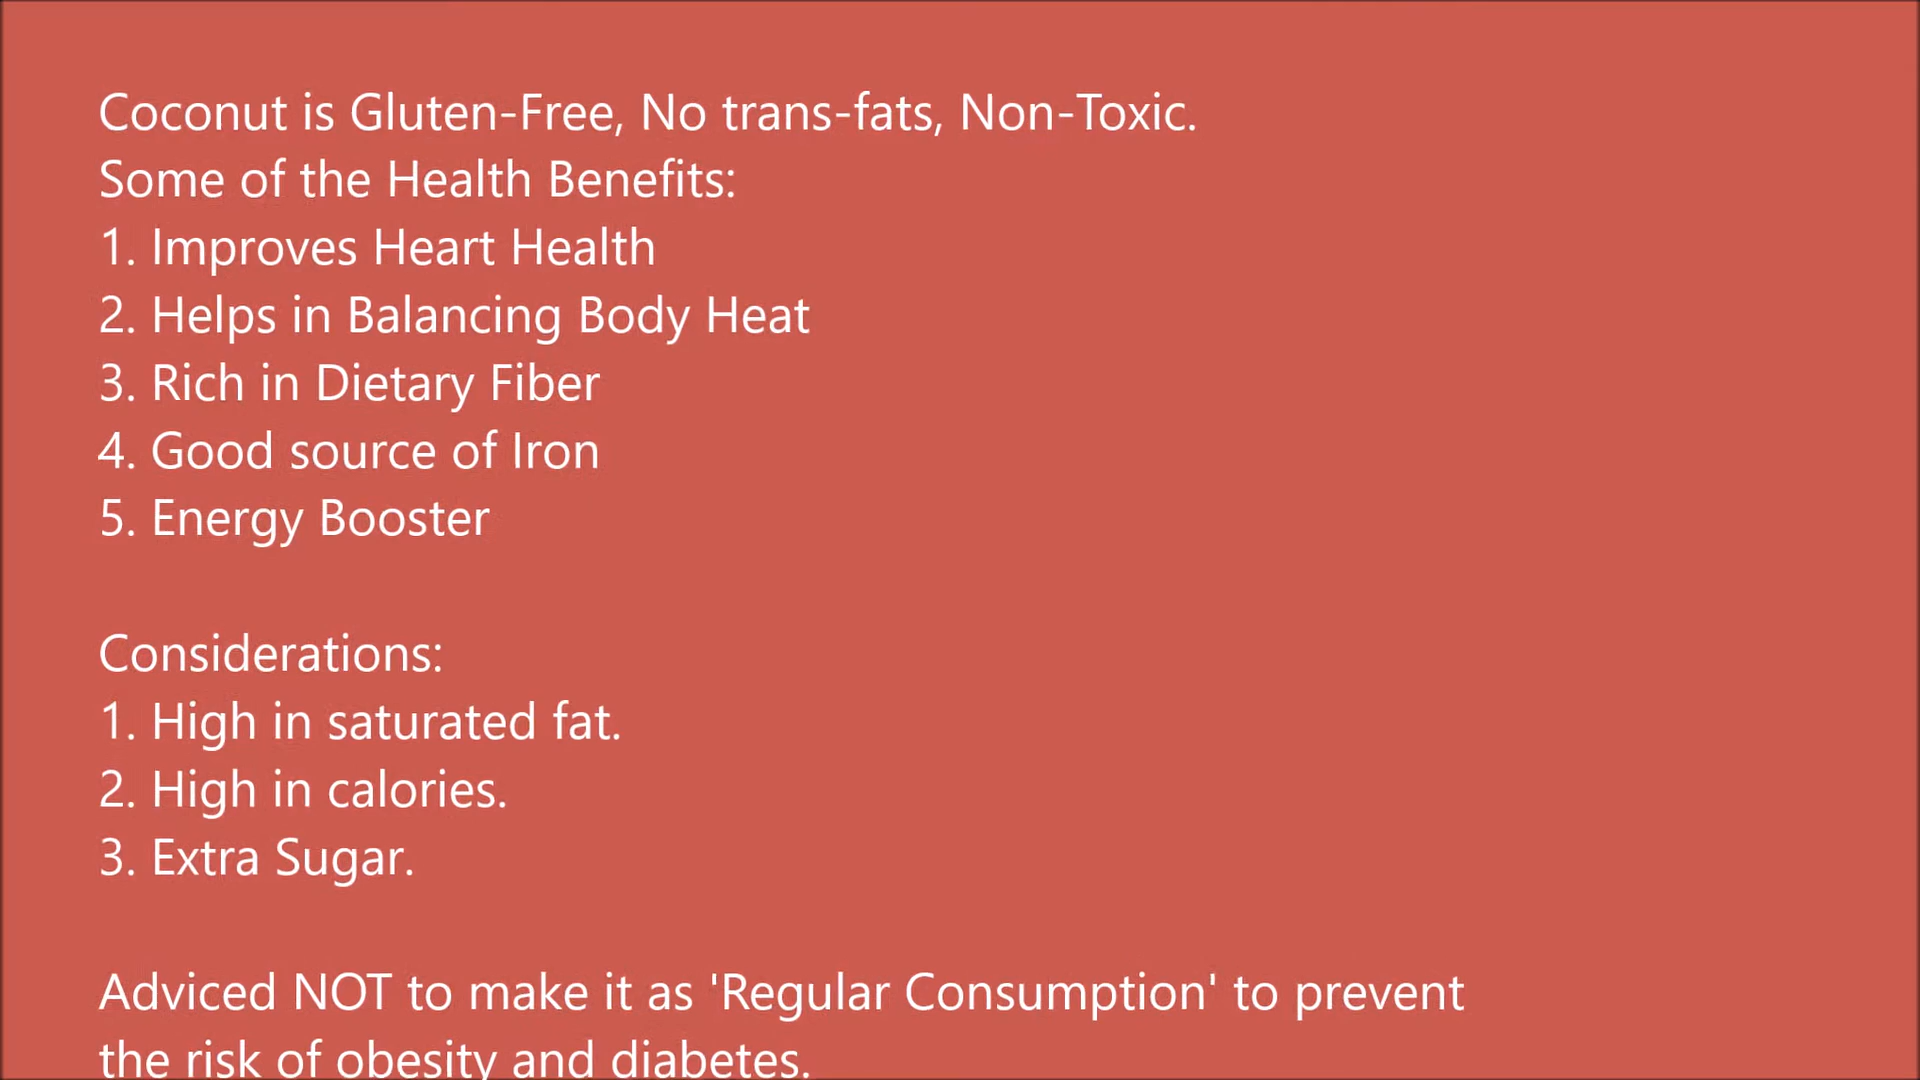 Coconut is Gluten-Free, No trans-fats, Non-Toxic.
Some of the Health Benefits:
1. Improves Heart Health
2. Helps in Balancing Body Heat
3. Rich in Dietary Fiber
4. Good source of Iron
5. Energy Booster
Considerations:
1. High in saturated fat.
2. High in calories.
3. Extra Sugar.
Adviced NOT to make it as 'Regular Consumption' to prevent
the risk of obesity and diabetes.